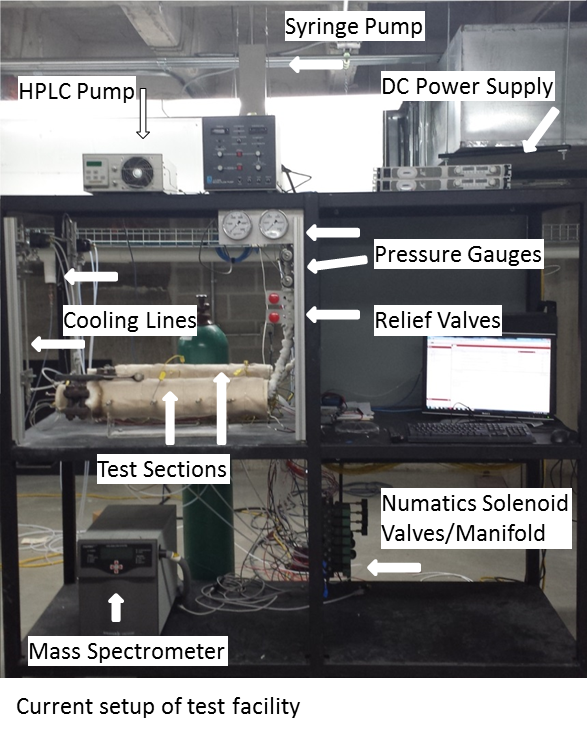 Syringe Pump
HPLC Pump
DC Power Supply
Pressure Gauges
Cooling Lines
Relief Valves
Test Sections
Numatics Solenoid
Valves/Manifold
Mass Spectrometer
Current setup of test facility